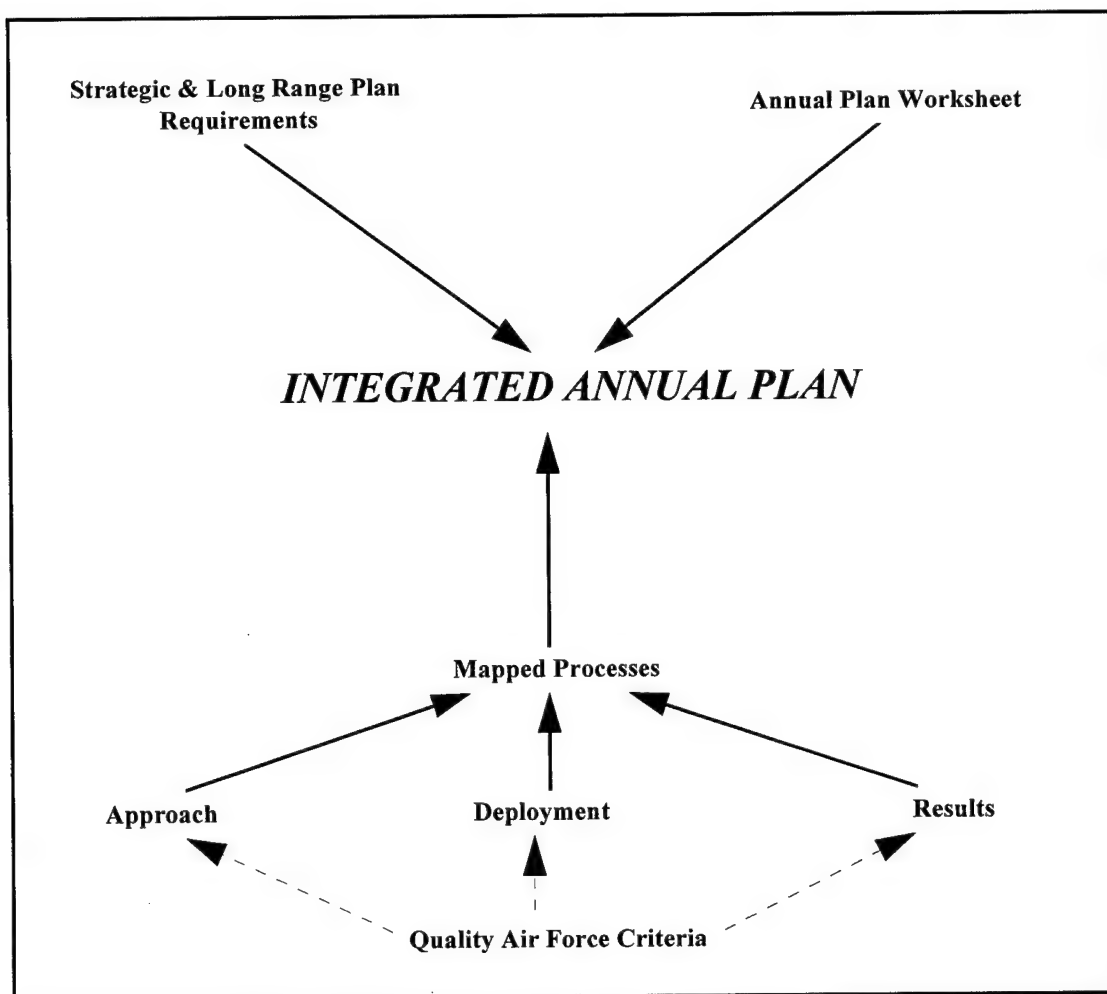 Strategic & Long Range Plan
Requirements
Annual Plan Worksheet
INTEGRATED ANNUAL PLAN
Mapped Processes
Approach
Deployment
Results
Quality Air Force Criteria